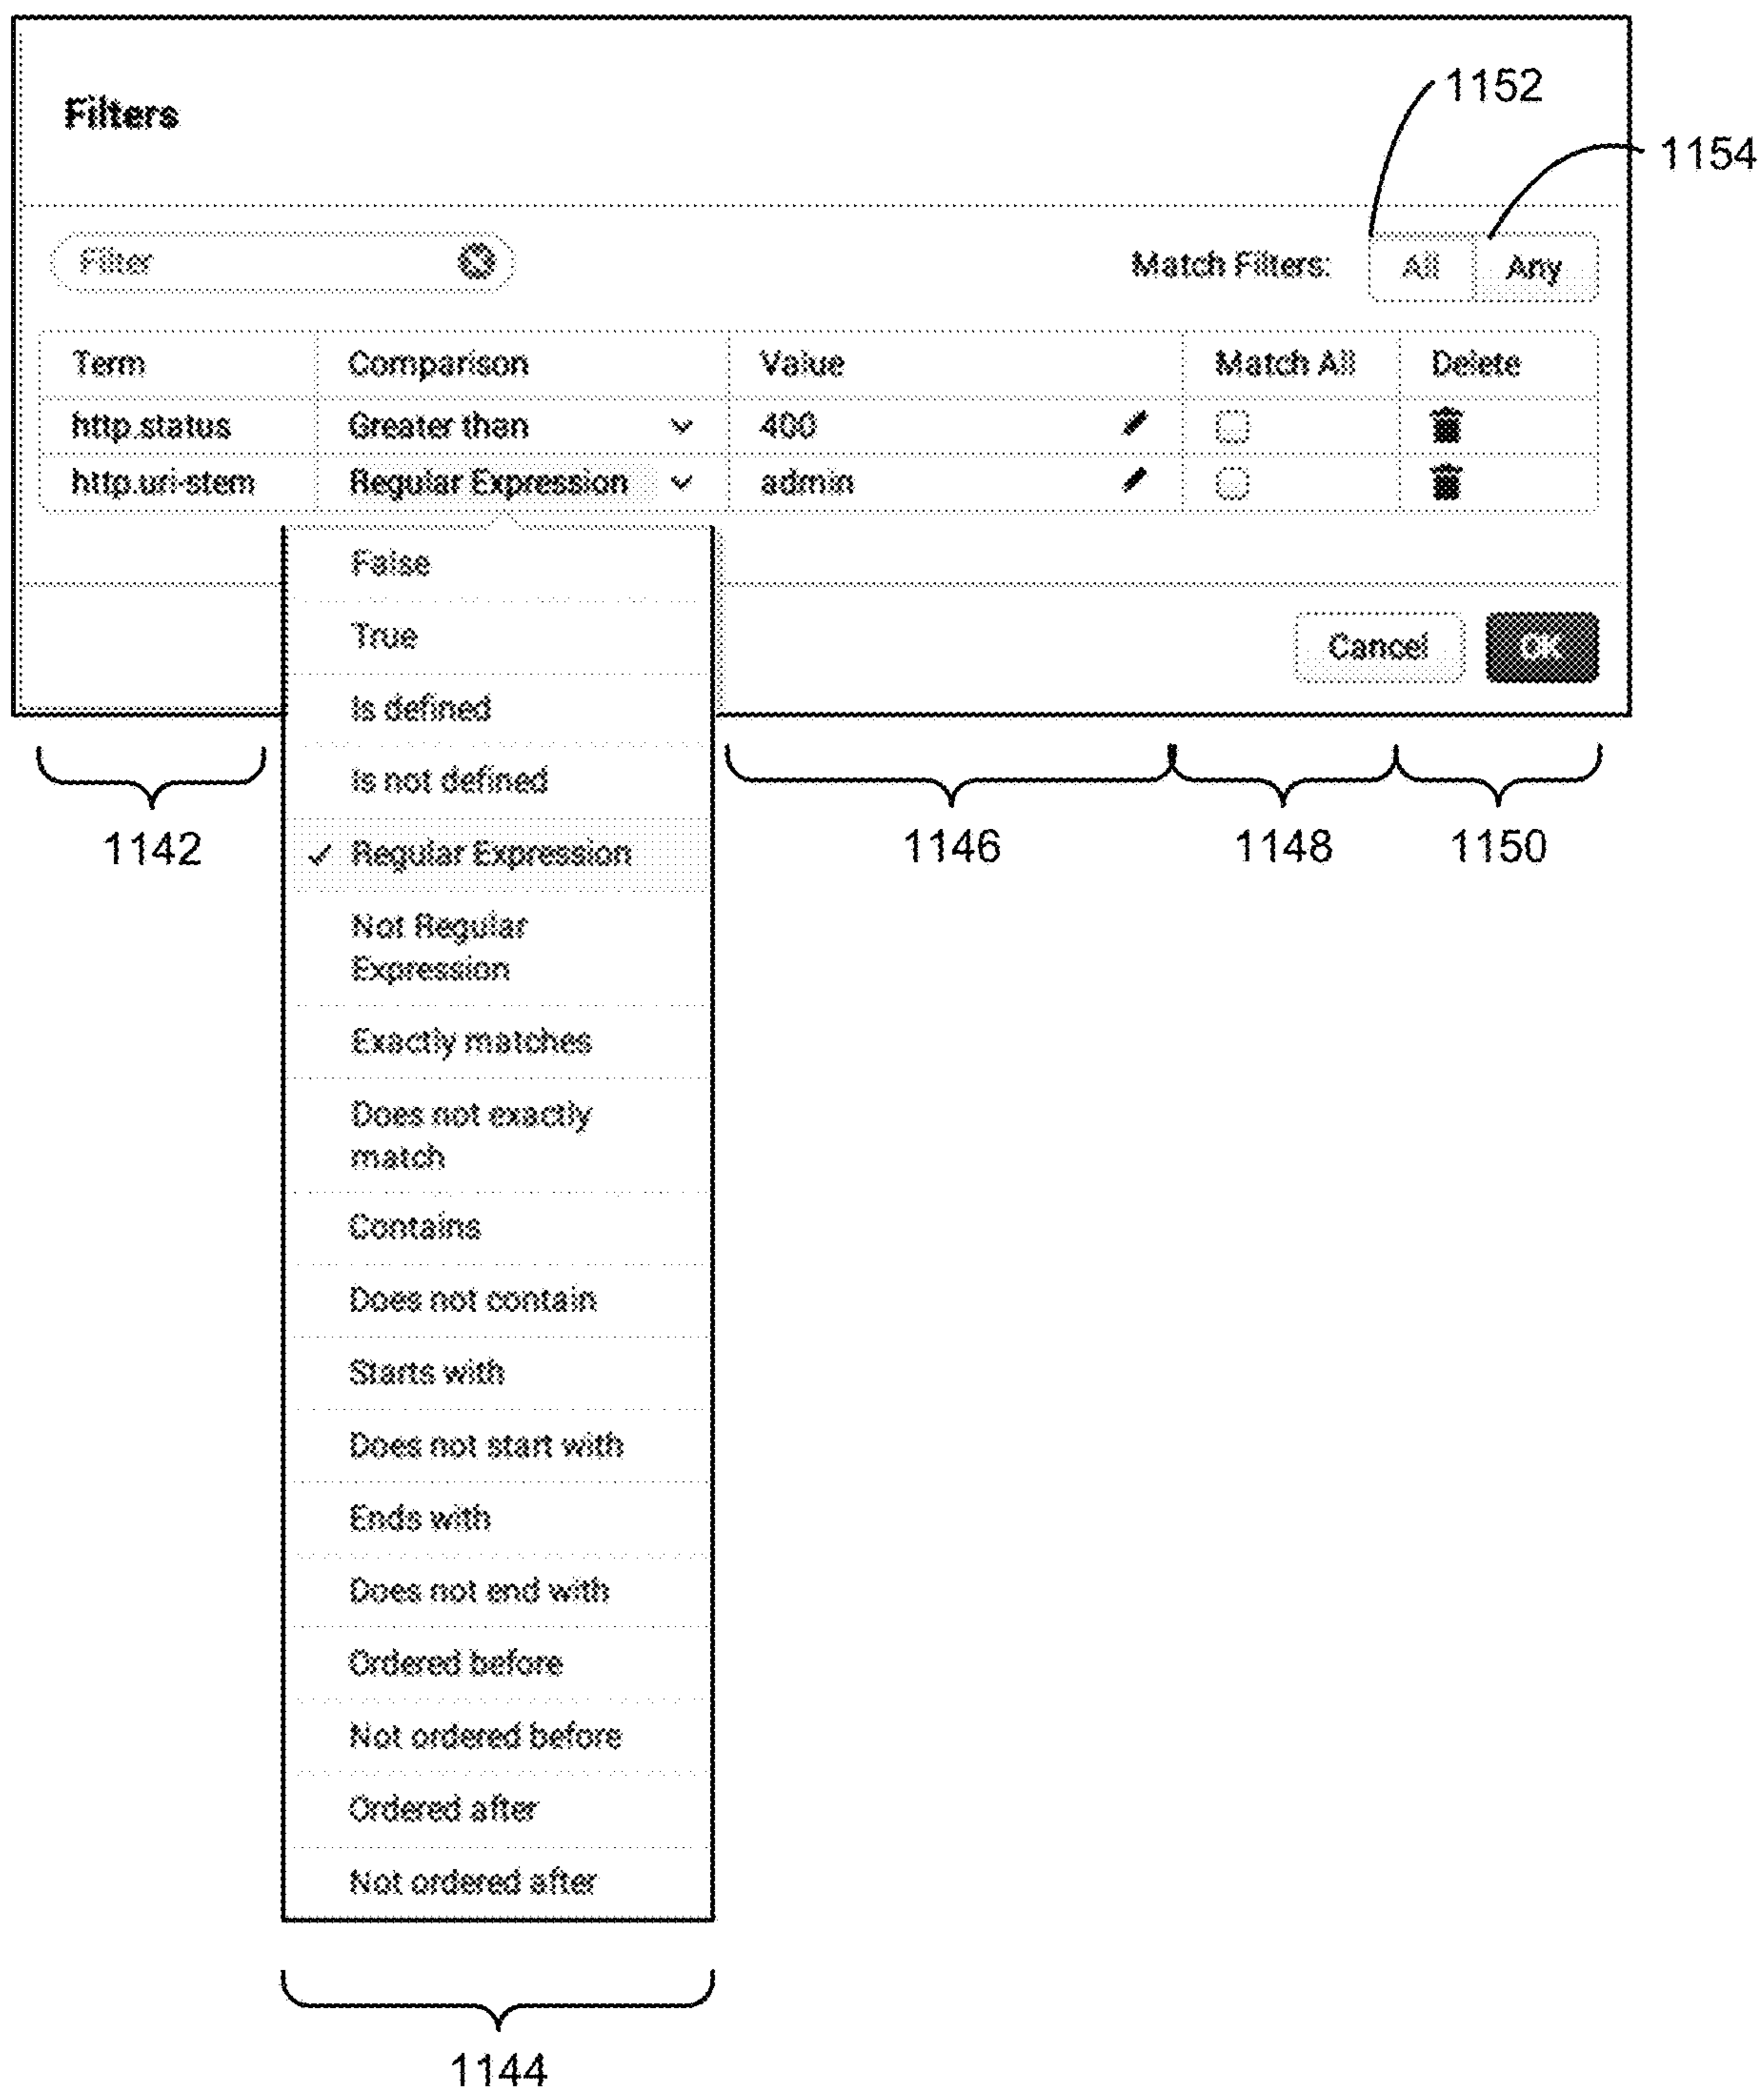 1152
Filters
1154
Filter
Match Filters: All Any
Term Comparison Value Match All Delete
http.status Greater than 400
http.uri-stem Regular Expression admin
False
True
Cancel OK
Is defined
Is not defined
Regular Expression
1142 1146 1148 1150
Not Regular
Expression
Exactly matches
Does not exactly
match
Contains
Does not contain
Starts with
Does not start with
Ends with
Does not end with
Ordered before
Not ordered before
Ordered after
Not ordered after
1144